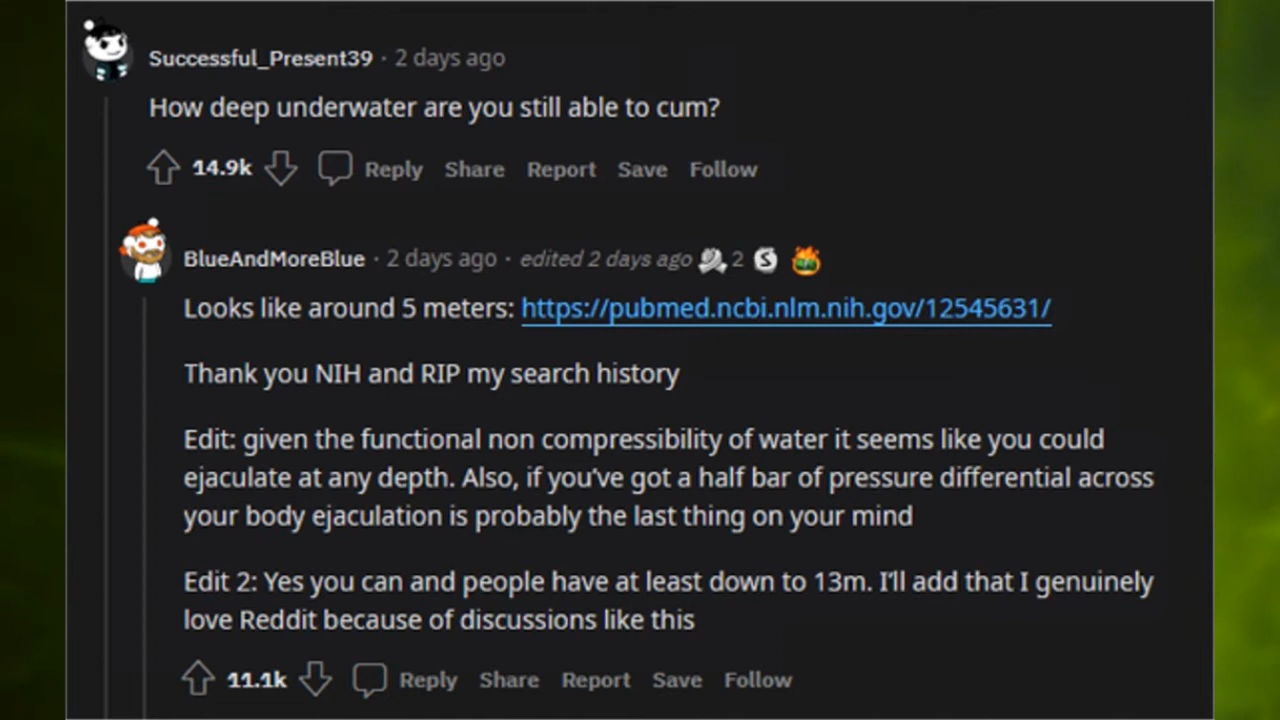 Successful_Present39 · 2 days ago
How deep underwater are you still able to cum?
14.9k Reply Share Report Save Follow
BlueAndMoreBlue · 2 days ago · edited 2 days ago 2 S
Looks like around 5 meters: https://pubmed.ncbi.nlm.nih.gov/12545631/
Thank you NIH and RIP my search history
Edit: given the functional non compressibility of water it seems like you could
ejaculate at any depth. Also, if you've got a half bar of pressure differential across
your body ejaculation is probably the last thing on your mind
Edit 2: Yes you can and people have at least down to 13m. I'll add that I genuinely
love Reddit because of discussions like this
11.1k Reply Share Report Save Follow